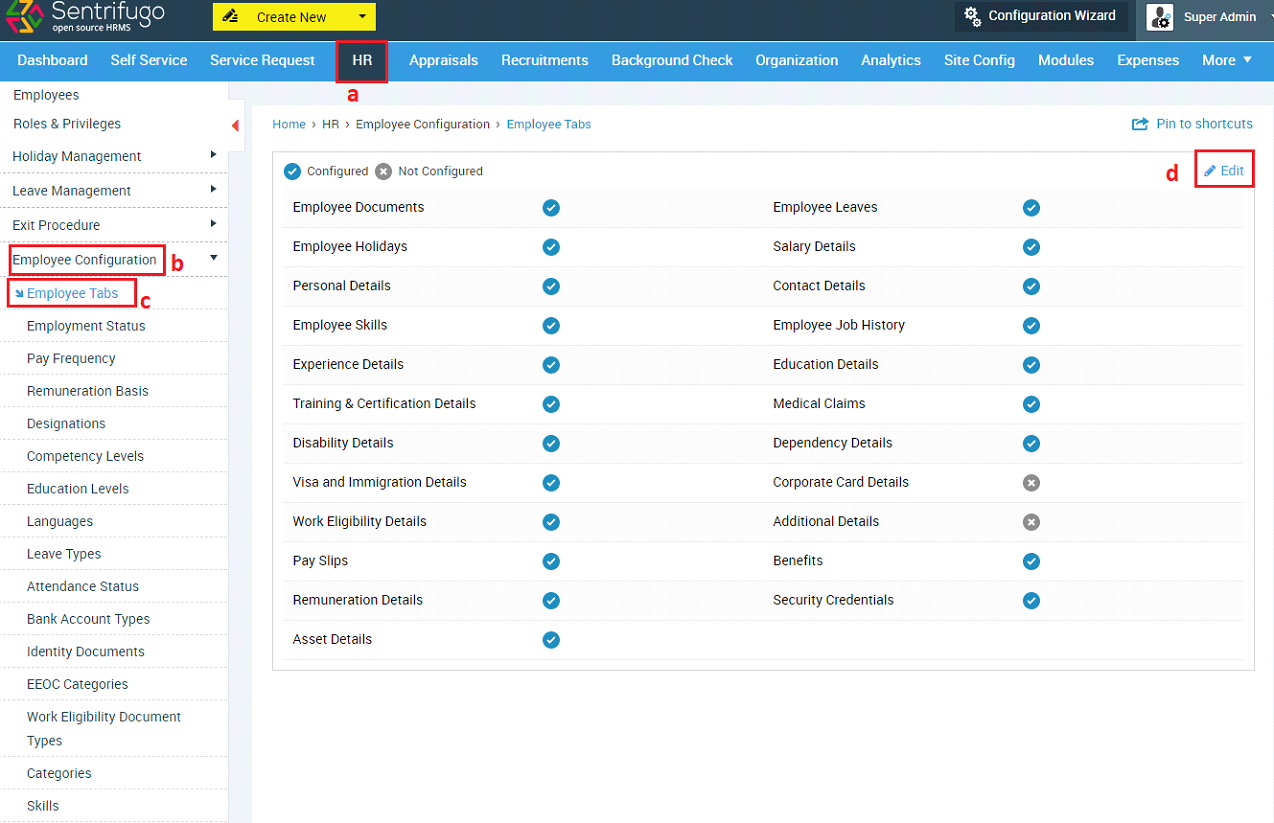 Sentrifugo
open source HRMS
Create New
Configuration Wizard
Super Admin
Dashboard Self Service Service Request HR Appraisals Recruitments Background Check Organization Analytics Site Config Modules Expenses More
a
Employees
Roles & Privileges
Holiday Management
Leave Management
Exit Procedure
Employee Configuration b
Employee Tabs c
Employment Status
Pay Frequency
Remuneration Basis
Designations
Competency Levels
Education Levels
Languages
Leave Types
Attendance Status
Bank Account Types
Identity Documents
EEOC Categories
Work Eligibility Document
Types
Categories
Skills
Home › HR › Employee Configuration › Employee Tabs
Pin to shortcuts
Configured Not Configured
d Edit
Employee Documents Employee Leaves
Employee Holidays Salary Details
Personal Details Contact Details
Employee Skills Employee Job History
Experience Details Education Details
Training & Certification Details Medical Claims
Disability Details Dependency Details
Visa and Immigration Details Corporate Card Details
Work Eligibility Details Additional Details
Pay Slips Benefits
Remuneration Details Security Credentials
Asset Details